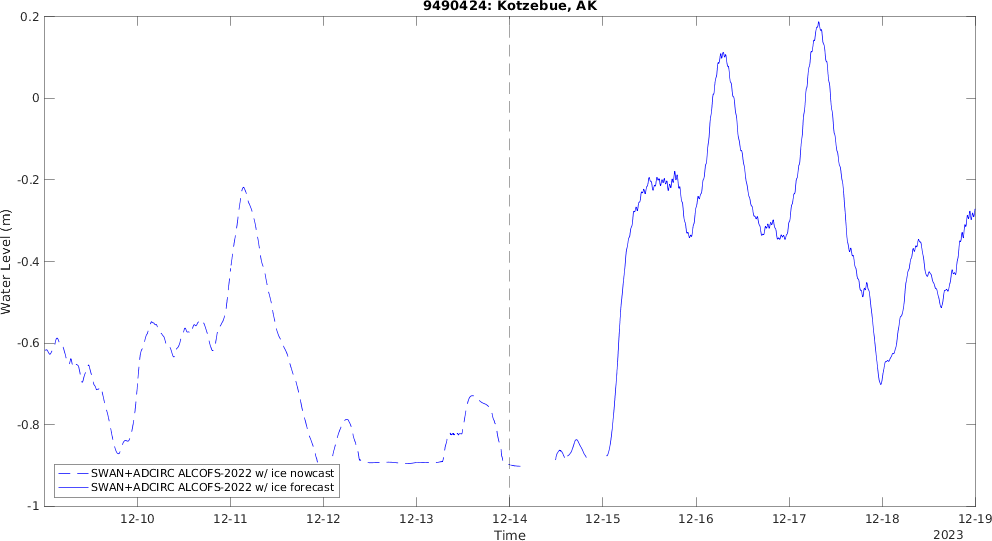 9490424: Kotzebue, AK
0.2
0
-0.2
-0.4
-0.6
-0.8
-1
Water Level (m)
SWAN+ADCIRC ALCOFS-2022 w/ ice nowcast
SWAN+ADCIRC ALCOFS-2022 w/ ice forecast
12-10 12-11 12-12 12-13 12-14 12-15 12-16 12-17 12-18 12-19
Time
2023